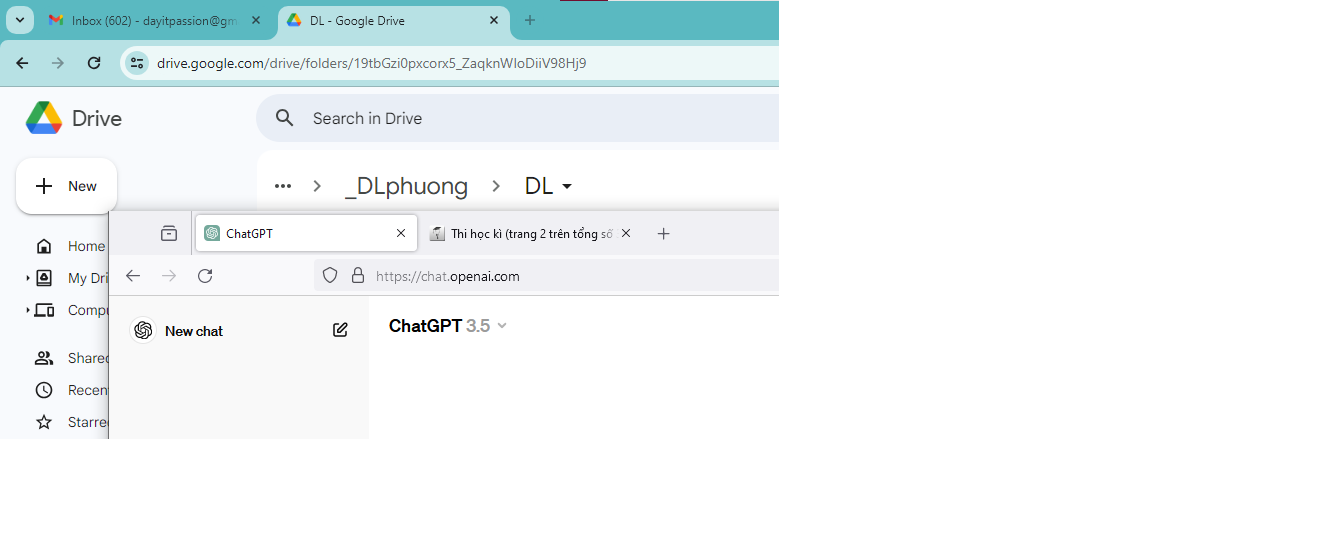 Inbox (602) - dayitpassion@gm
DL - Google Drive
drive.google.com/drive/folders/19tbGzi0pxcorx5_ZaqknWIoDiiV98Hj9
Drive
Search in Drive
New
_DLphuong
DL
Home
ChatGPT
Thi học kì (trang 2 trên tổng số
My Dri
https://chat.openai.com
Compu
New chat
ChatGPT 3.5
Shared
Recen
Starre